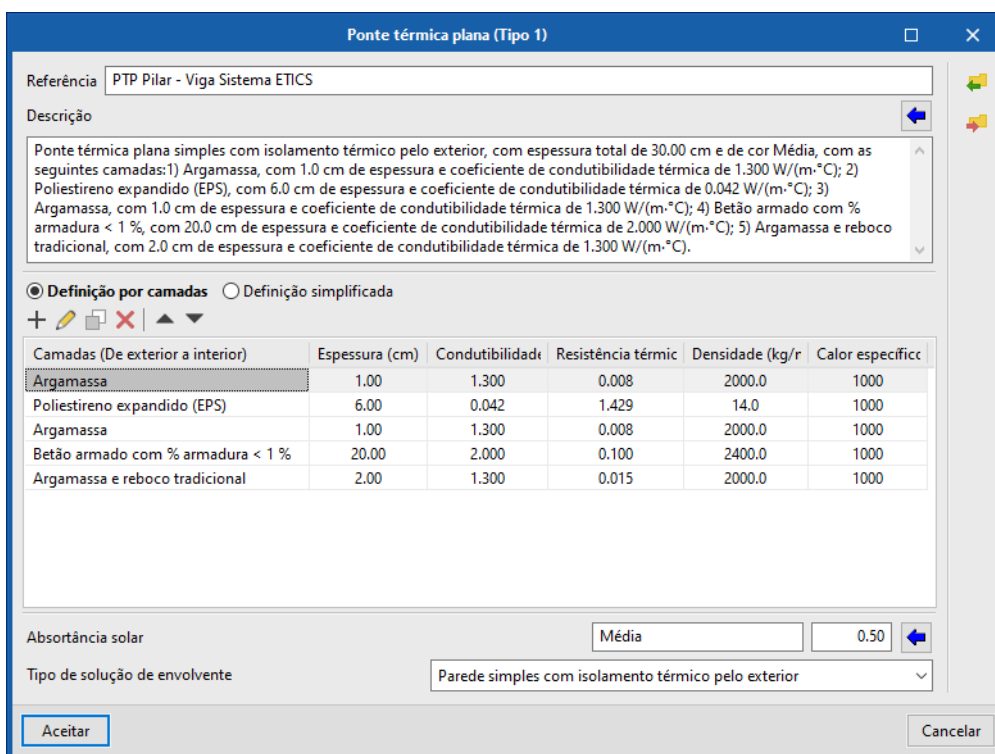 Ponte térmica plana (Tipo 1)
Referência PTP Pilar - Viga Sistema ETICS
Descrição
Ponte térmica plana simples com isolamento térmico pelo exterior, com espessura total de 30.00 cm e de cor Média, com as
seguintes camadas:1) Argamassa, com 1.0 cm de espessura e coeficiente de condutibilidade térmica de 1.300 W/(m·°C); 2)
Poliestireno expandido (EPS), com 6.0 cm de espessura e coeficiente de condutibilidade térmica de 0.042 W/(m·°C); 3)
Argamassa, com 1.0 cm de espessura e coeficiente de condutibilidade térmica de 1.300 W/(m·°C); 4) Betão armado com %
armadura < 1 %, com 20.0 cm de espessura e coeficiente de condutibilidade térmica de 2.000 W/(m·°C); 5) Argamassa e reboco
tradicional, com 2.0 cm de espessura e coeficiente de condutibilidade térmica de 1.300 W/(m·°C).
Definição por camadas Definição simplificada
Camadas (De exterior a interior) Espessura (cm) Condutibilidade Resistência térmic Densidade (kg/r Calor específicc
Argamassa 1.00 1.300 0.008 2000.0 1000
Poliestireno expandido (EPS) 6.00 0.042 1.429 14.0 1000
Argamassa 1.00 1.300 0.008 2000.0 1000
Betão armado com % armadura < 1 % 20.00 2.000 0.100 2400.0 1000
Argamassa e reboco tradicional 2.00 1.300 0.015 2000.0 1000
Absortância solar Média 0.50
Tipo de solução de envolvente Parede simples com isolamento térmico pelo exterior
Aceitar Cancelar